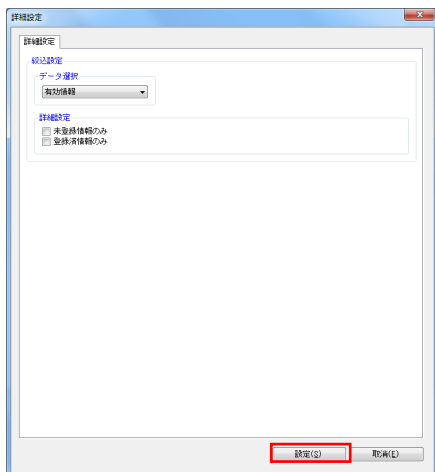 詳細設定
詳細設定
絞込設定
データ選択
有効情報
詳細設定
未登録情報のみ
登録済情報のみ
設定(S)
取消(E)